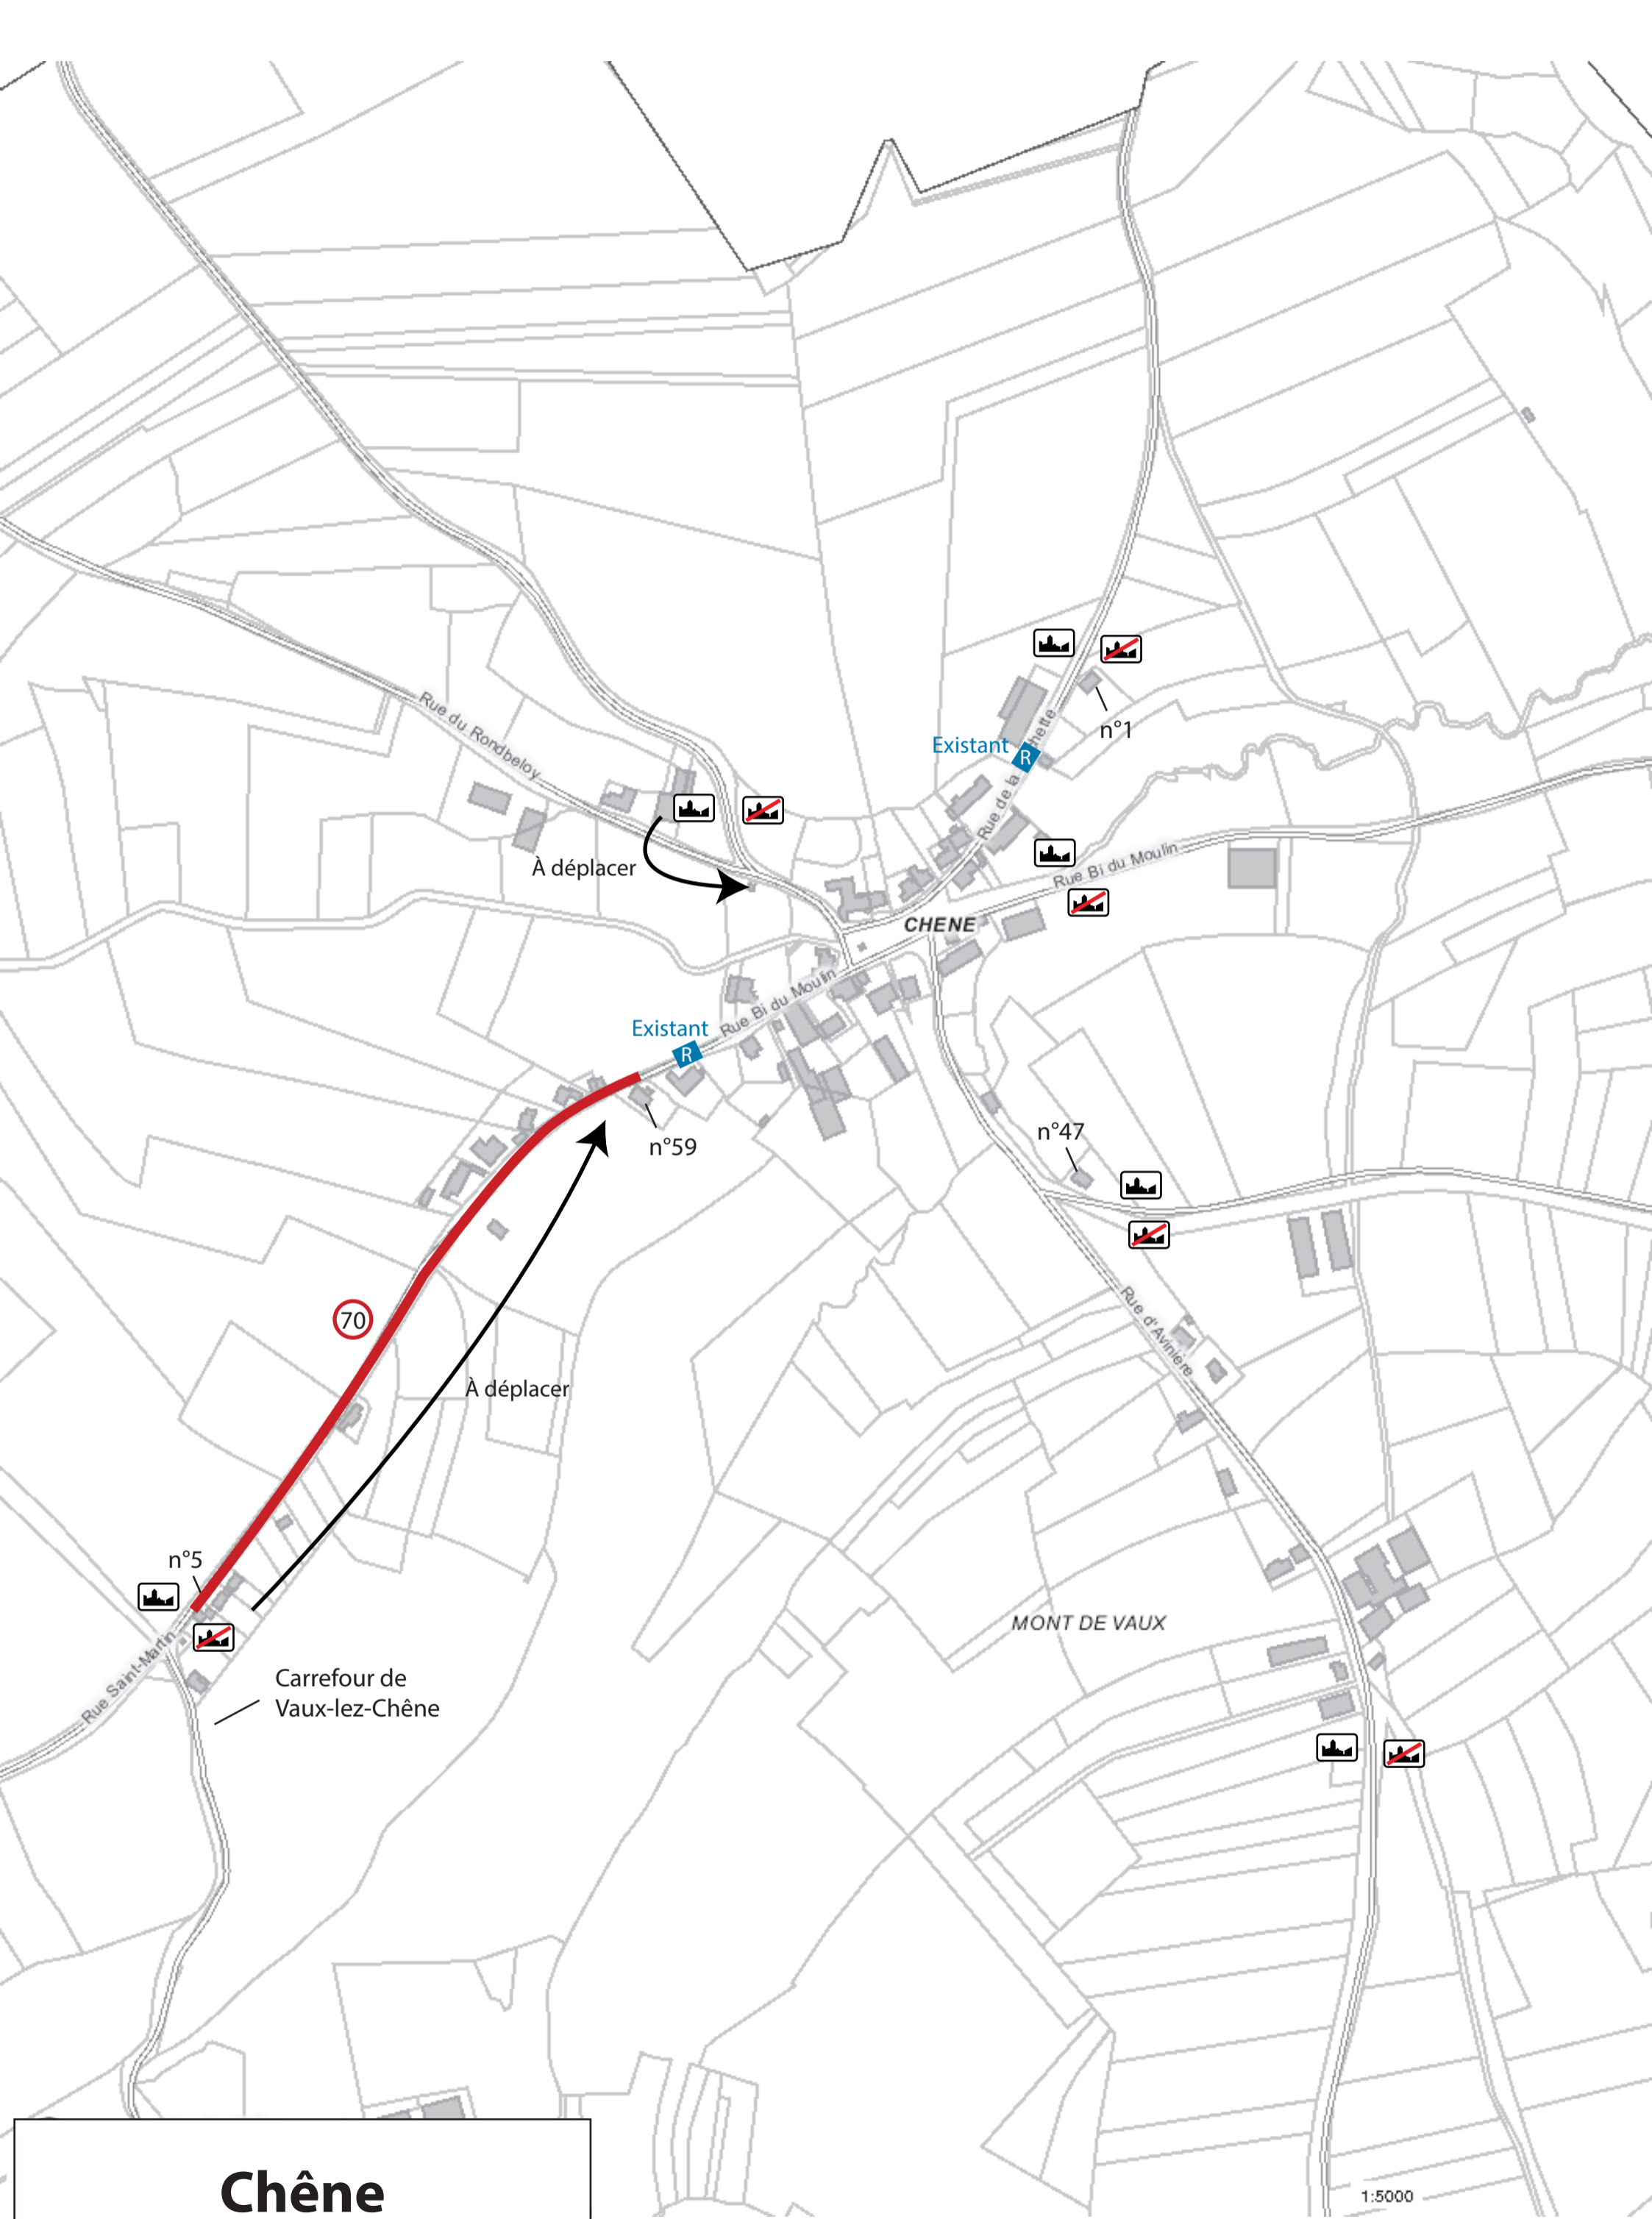 Rue du Rondbeloy
n°1
Existant
R
hette
Rue de la
À déplacer
Rue Bi du Moulin
CHENE
Rue Bi du Moulin
Existant
R
n°59
n°47
70
Rue d'Avinière
À déplacer
n°5
MONT DE VAUX
Rue Saint-Martin
Carrefour de
Vaux-lez-Chêne
Chêne
1:5000